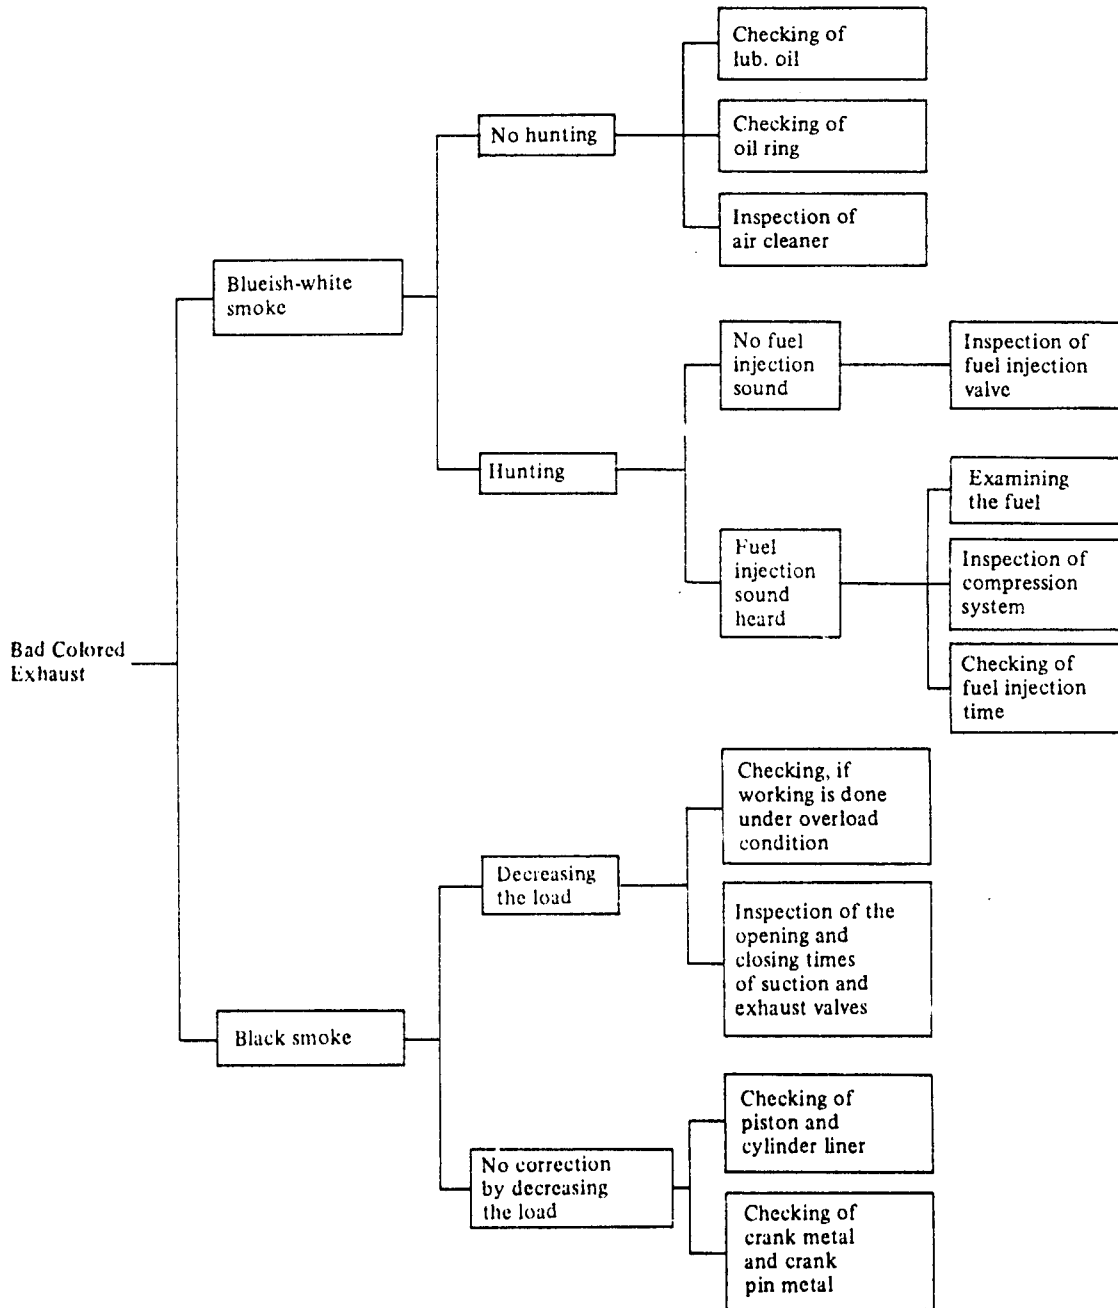 Checking of
lub. oil
No hunting
Checking of
oil ring
Inspection of
air cleaner
Blueish-white
smoke
No fuel
injection
sound
Inspection of
fuel injection
valve
Hunting
Examining
the fuel
Fuel
injection
sound
heard
Inspection of
compression
system
Bad Colored
Exhaust
Checking of
fuel injection
time
Checking, if
working is done
under overload
condition
Decreasing
the load
Inspection of the
opening and
closing times
of suction and
exhaust valves
Black smoke
Checking of
piston and
cylinder liner
No correction
by decreasing
the load
Checking of
crank metal
and crank
pin metal